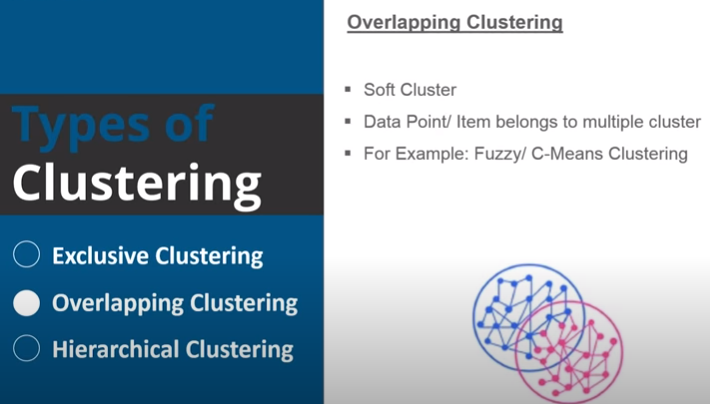 Types of
Clustering
Exclusive Clustering
Overlapping Clustering
Hierarchical Clustering
Overlapping Clustering
Soft Cluster
Data Point/ Item belongs to multiple cluster
For Example: Fuzzy/ C-Means Clustering